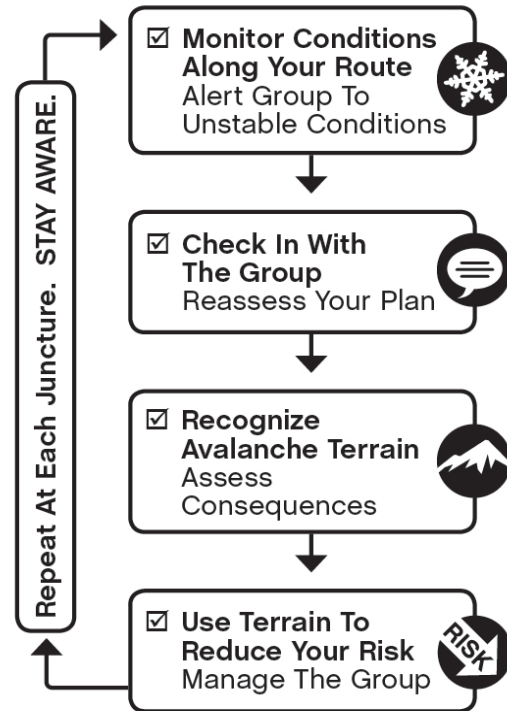 ☑ Monitor Conditions
Along Your Route
Alert Group To
Unstable Conditions
☑ Check In With
The Group
Reassess Your Plan
☑ Recognize
Avalanche Terrain
Assess
Consequences
☑ Use Terrain To
Reduce Your Risk
Manage The Group
RISK
Repeat At Each Juncture. STAY AWARE.